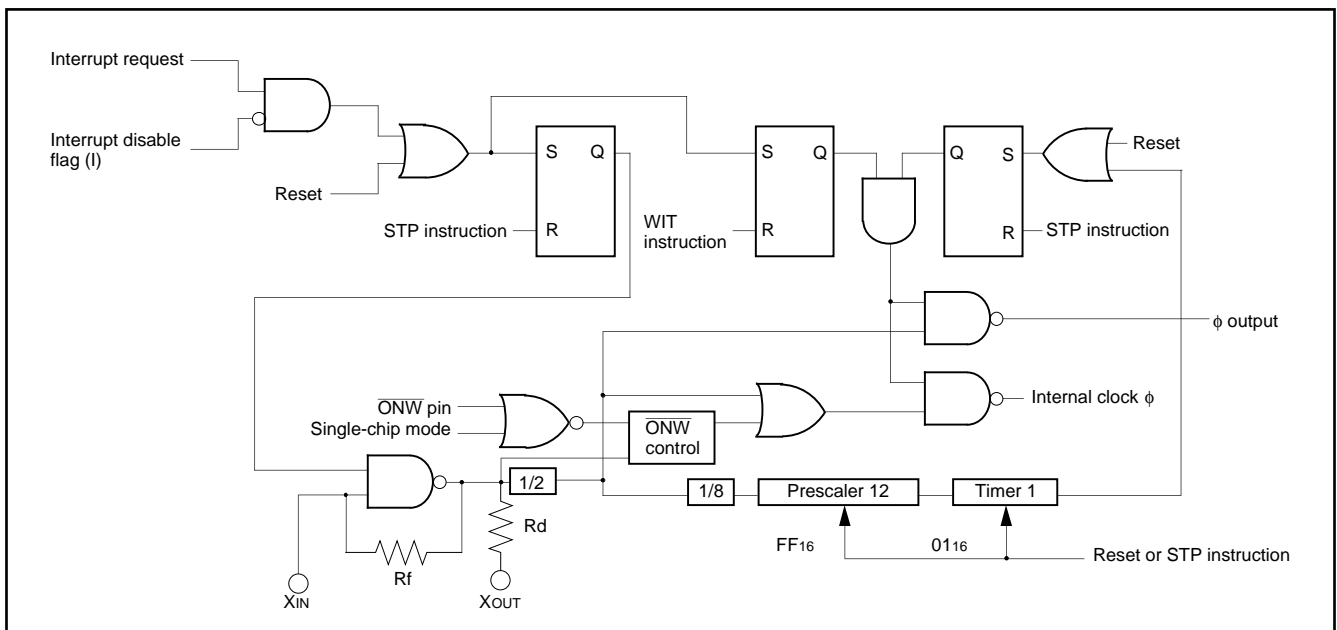 Interrupt request
Interrupt disable
flag (I)
Reset
S
Q
STP instruction
R
S
Q
WIT
instruction
R
Q
S
Reset
R
STP instruction
ϕ output
ONW pin
Single-chip mode
ONW
control
Internal clock ϕ
1/2
1/8
Prescaler 12
Timer 1
Rd
Rf
FF16
0116
Reset or STP instruction
XIN
XOUT